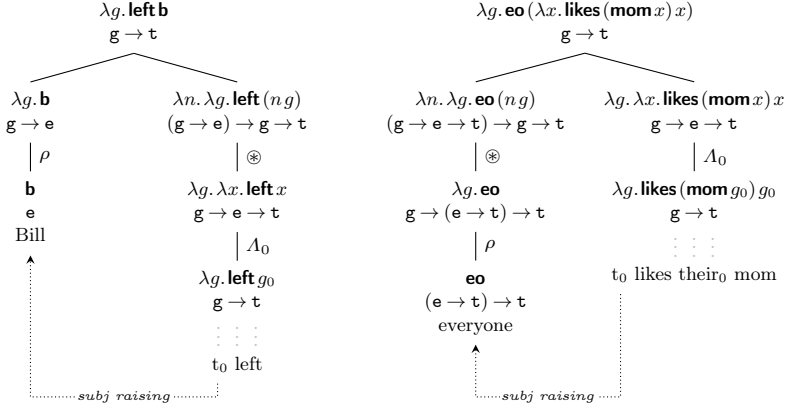 λg. left b
g → t
λg. b
g → e
ρ
b
e
Bill
λn. λg. left (n g)
(g → e) → g → t
⊛
λg. λx. left x
g → e → t
Λ₀
λg. left g₀
g → t
t₀ left
subj raising
λg. eo (λx. likes (mom x) x)
g → t
λn. λg. eo (n g)
(g → e → t) → g → t
⊛
λg. eo
g → (e → t) → t
ρ
eo
(e → t) → t
everyone
λg. λx. likes (mom x) x
g → e → t
Λ₀
λg. likes (mom g₀) g₀
g → t
t₀ likes their₀ mom
subj raising